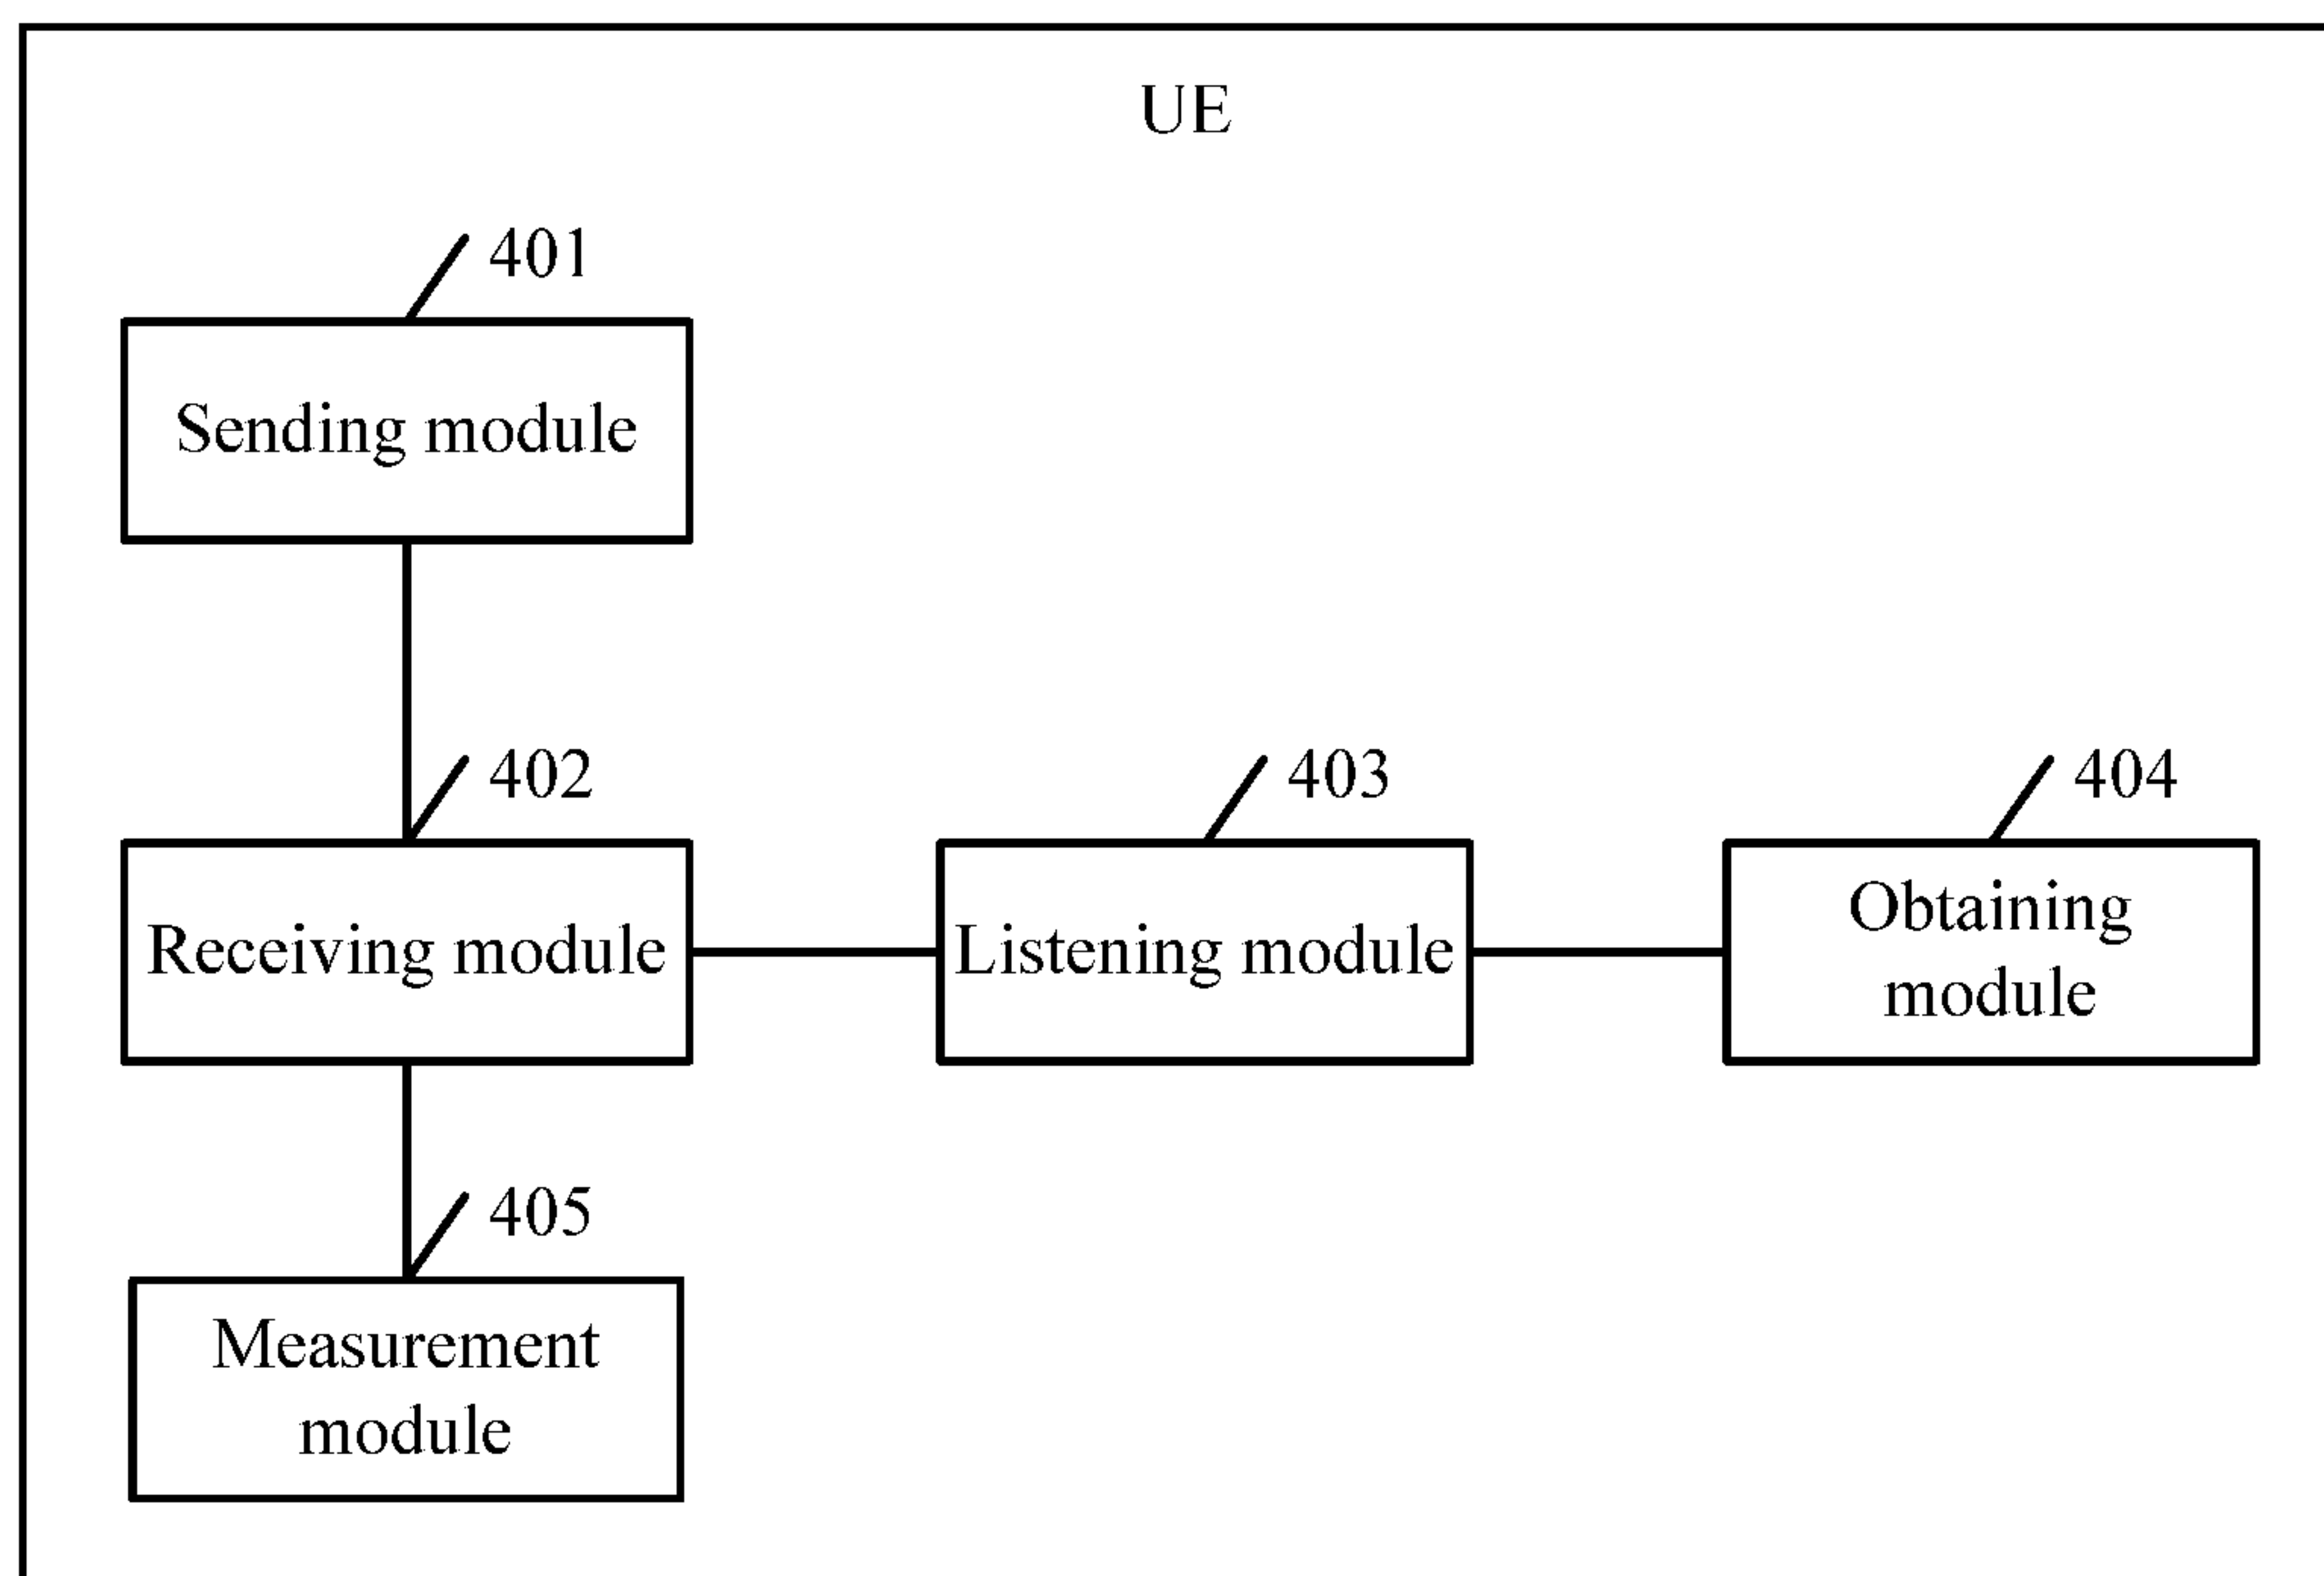 UE
401
Sending module
402
403
404
Receiving module
Listening module
Obtaining
module
405
Measurement
module